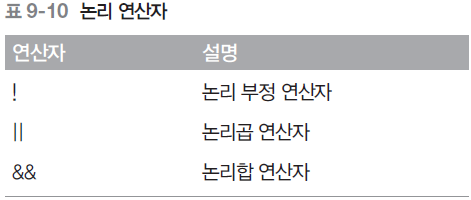 표 9-10 논리 연산자
연산자 설명
! 논리 부정 연산자
|| 논리곱 연산자
&& 논리합 연산자